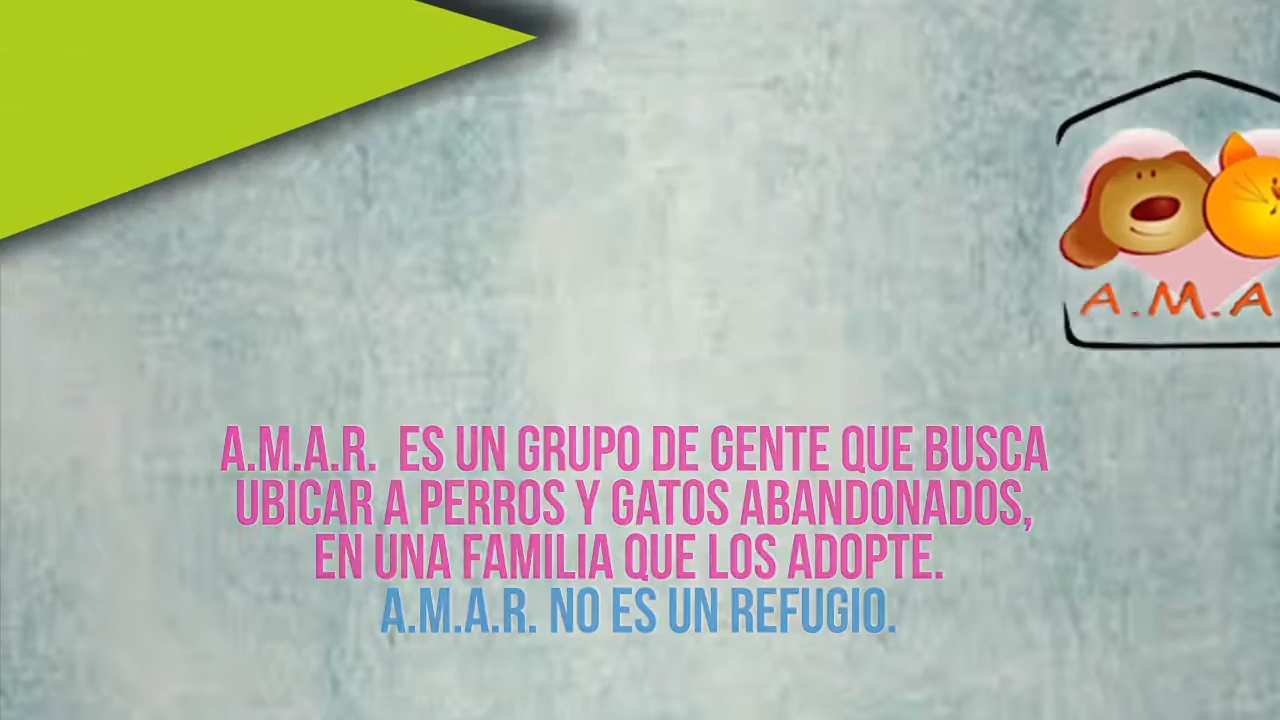 A.M.A
A.M.A.R. ES UN GRUPO DE GENTE QUE BUSCA
UBICAR A PERROS Y GATOS ABANDONADOS,
EN UNA FAMILIA QUE LOS ADOPTE.
A.M.A.R. NO ES UN REFUGIO.